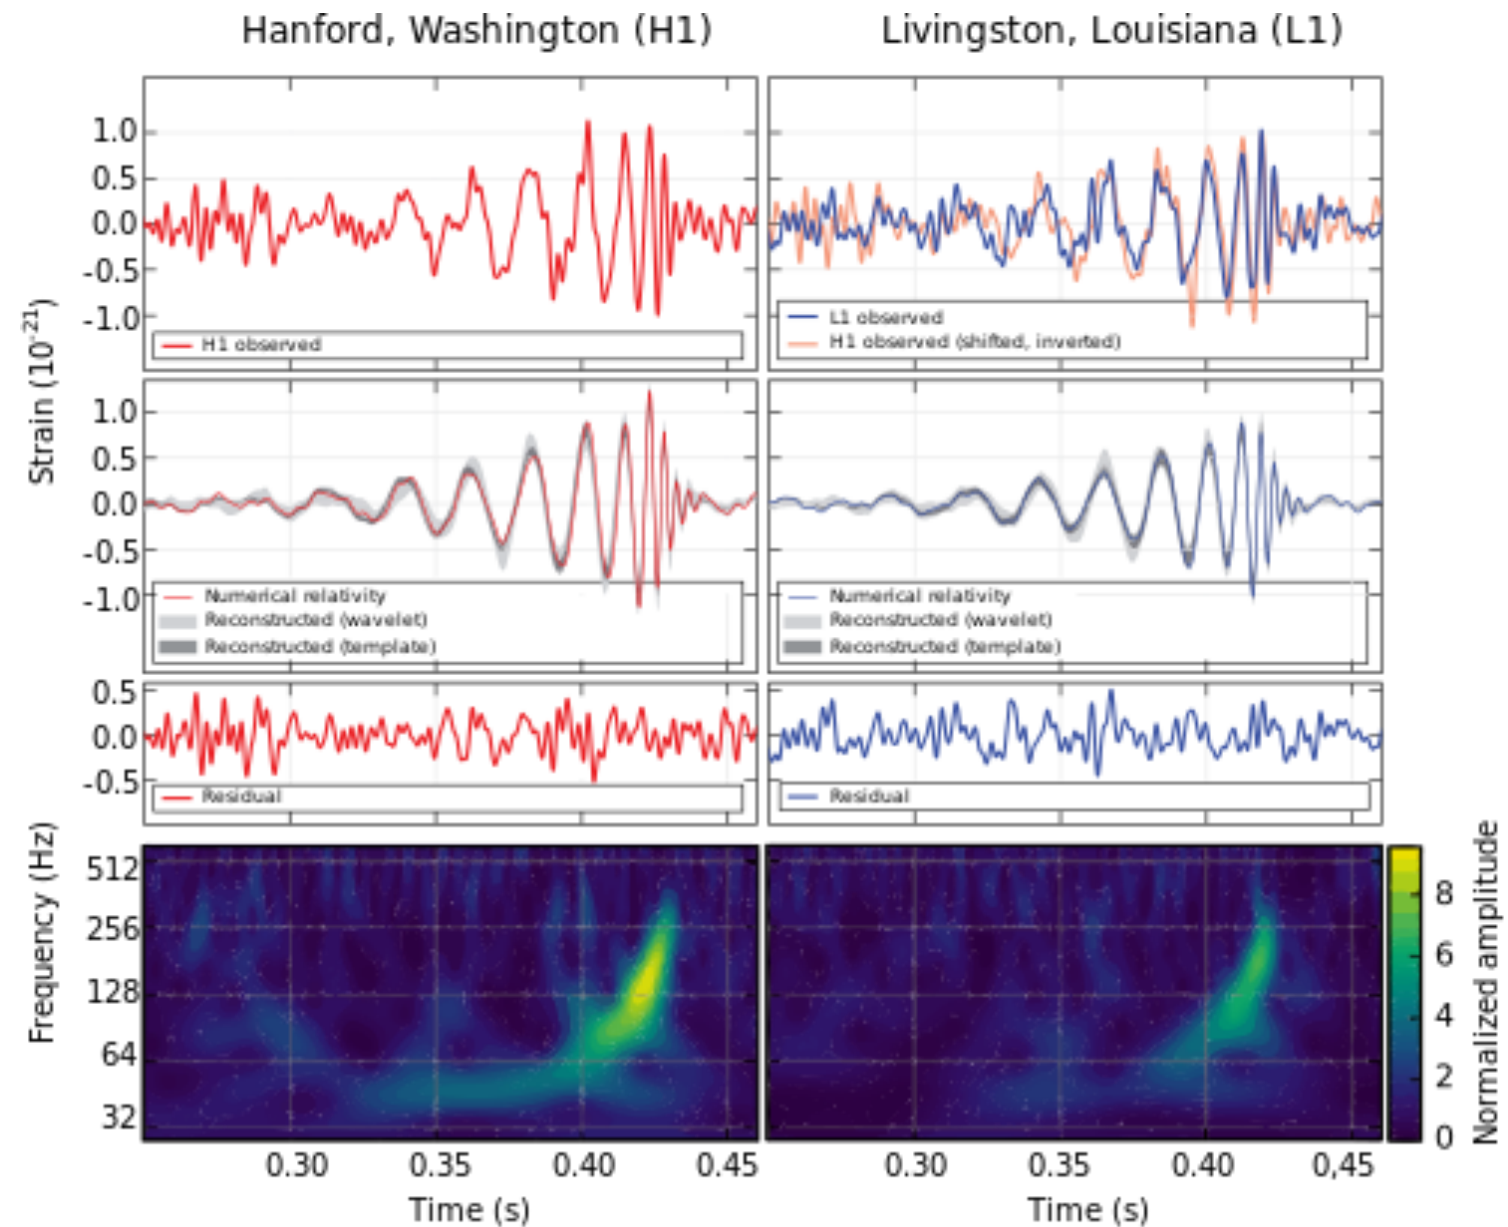 Hanford, Washington (H1)
Livingston, Louisiana (L1)
Strain (10-21)
1.0
0.5
0.0
-0.5
-1.0
H1 observed
L1 observed
H1 observed (shifted, inverted)
1.0
0.5
0.0
-0.5
-1.0
Numerical relativity
Reconstructed (wavelet)
Reconstructed (template)
Numerical relativity
Reconstructed (wavelet)
Reconstructed (template)
0.5
0.0
-0.5
Residual
Residual
Frequency (Hz)
512
256
128
64
32
8
6
4
2
0
Normalized amplitude
0.30
0.35
0.40
0.45
0.30
0.35
0.40
0,45
Time (s)
Time (s)